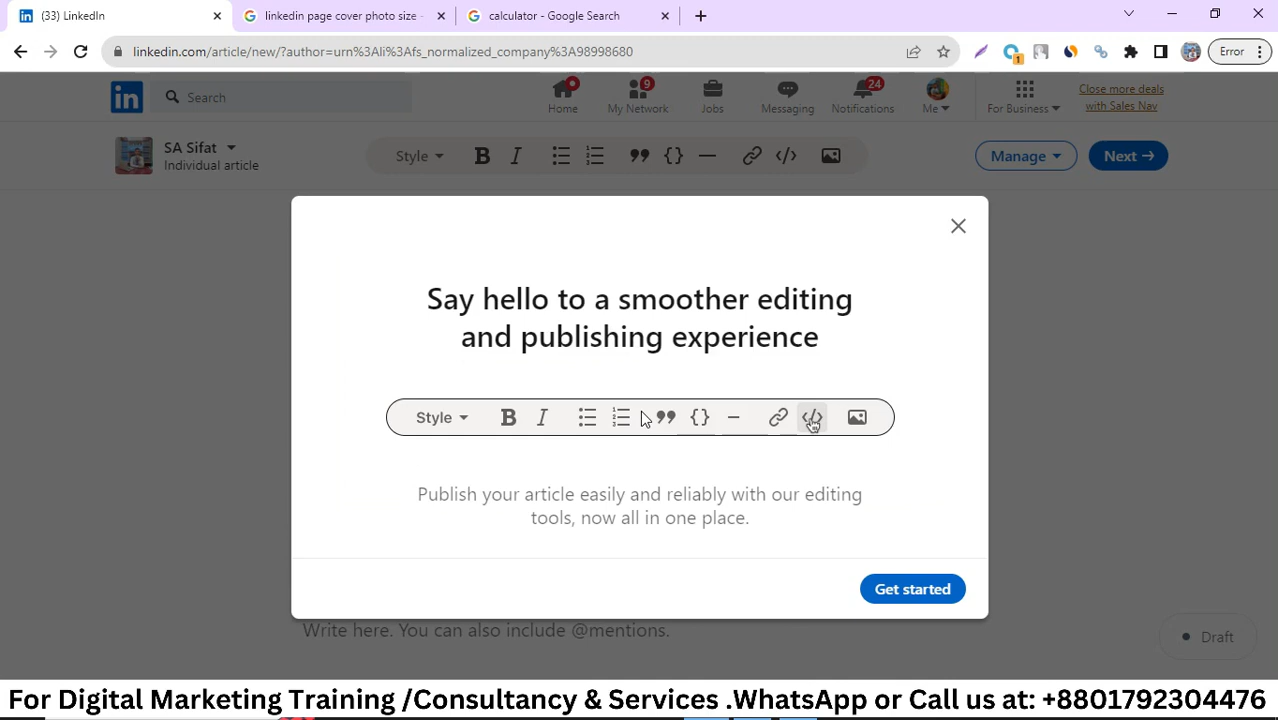 (33) LinkedIn
linkedin page cover photo size -
calculator - Google Search
linkedin.com/article/new/?author=urn%3Ali%3Afs_normalized_company%3A98998680
1
Error
in
Search
Home
My Network
9
Jobs
Messaging
Notifications
24
Me
For Business
Close more deals
with Sales Nav
SA Sifat
Individual article
Style
B I
Manage
Next →
Say hello to a smoother editing
and publishing experience
Style B I
Publish your article easily and reliably with our editing
tools, now all in one place.
Get started
Write here. You can also include @mentions.
Draft
For Digital Marketing Training /Consultancy & Services .WhatsApp or Call us at: +8801792304476